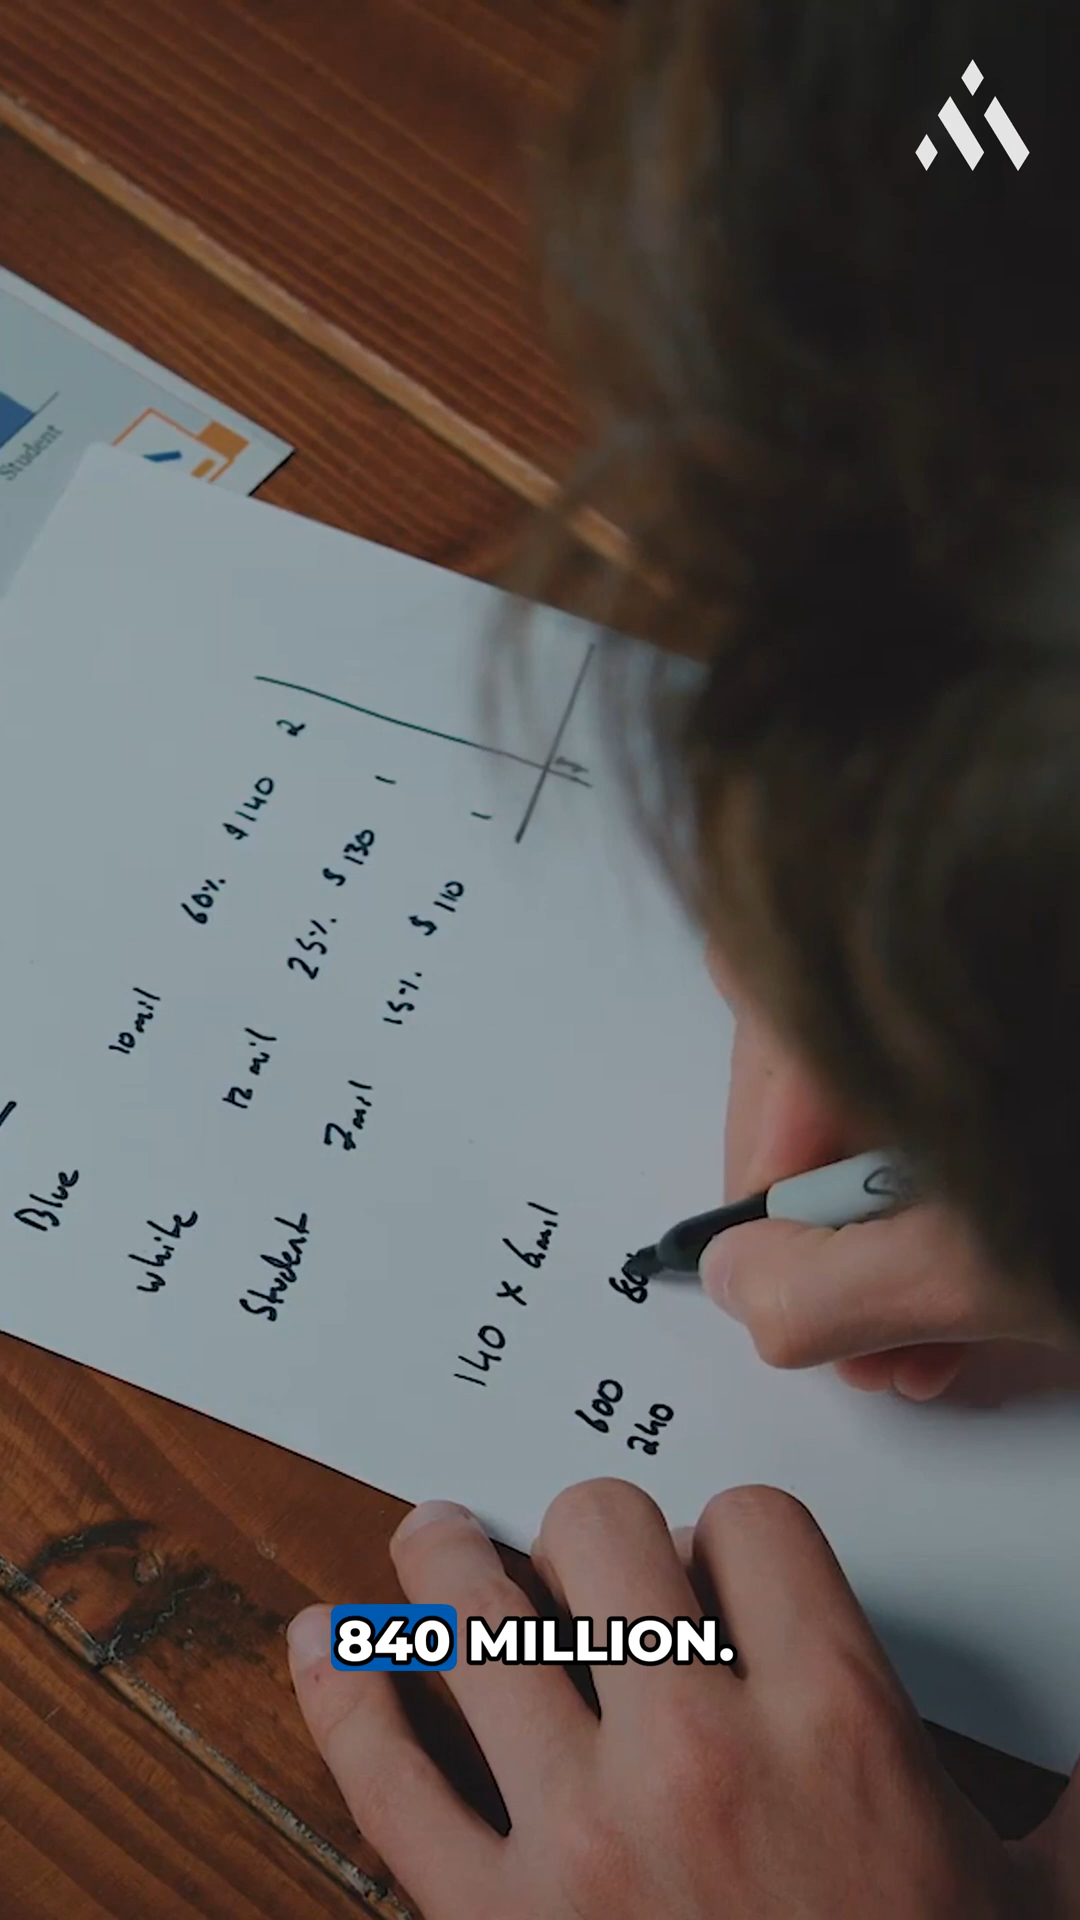 Student
Blue 10mil 60% $140 2
White 12mil 25% $130 1
Student 7mil 15% $110 1
140 x 6mil
600
240
840 MILLION.